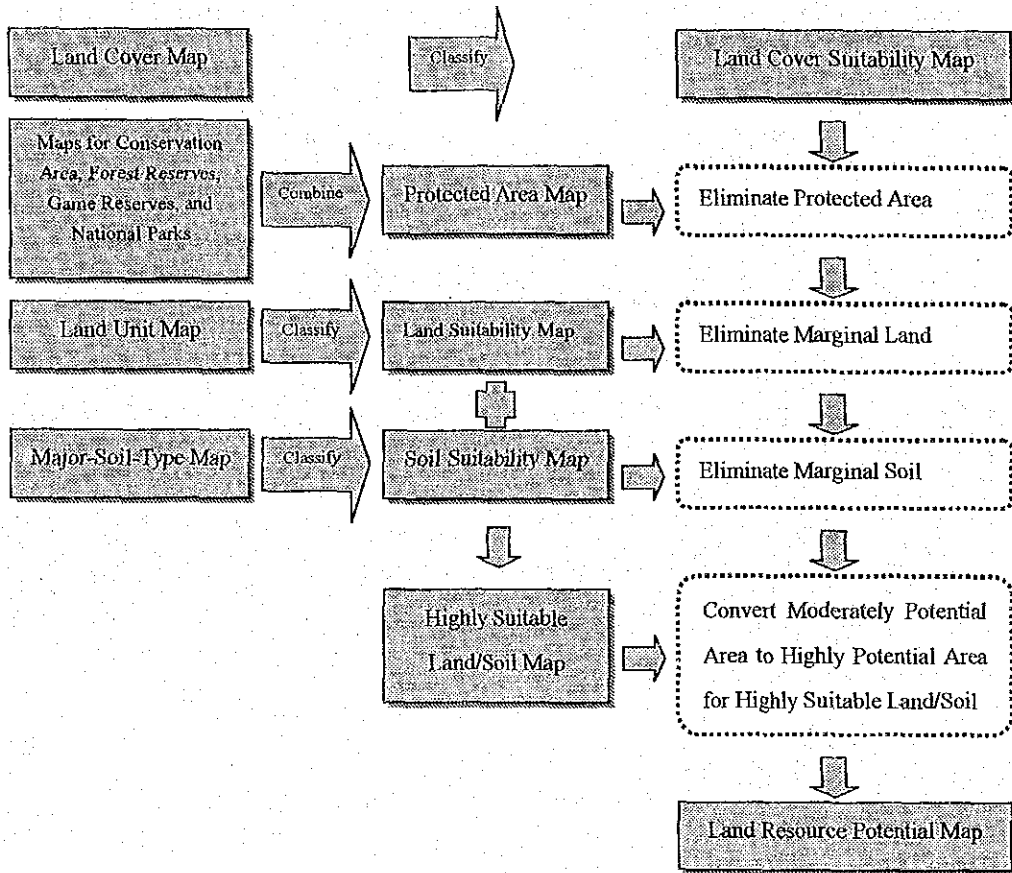 Land Cover Map
Classify
Land Cover Suitability Map
Maps for Conservation
Area, Forest Reserves,
Game Reserves, and
National Parks
Combine
Protected Area Map
Eliminate Protected Area
Land Unit Map
Classify
Land Suitability Map
Eliminate Marginal Land
Major-Soil-Type Map
Classify
Soil Suitability Map
Eliminate Marginal Soil
Highly Suitable
Land/Soil Map
Convert Moderately Potential
Area to Highly Potential Area
for Highly Suitable Land/Soil
Land Resource Potential Map